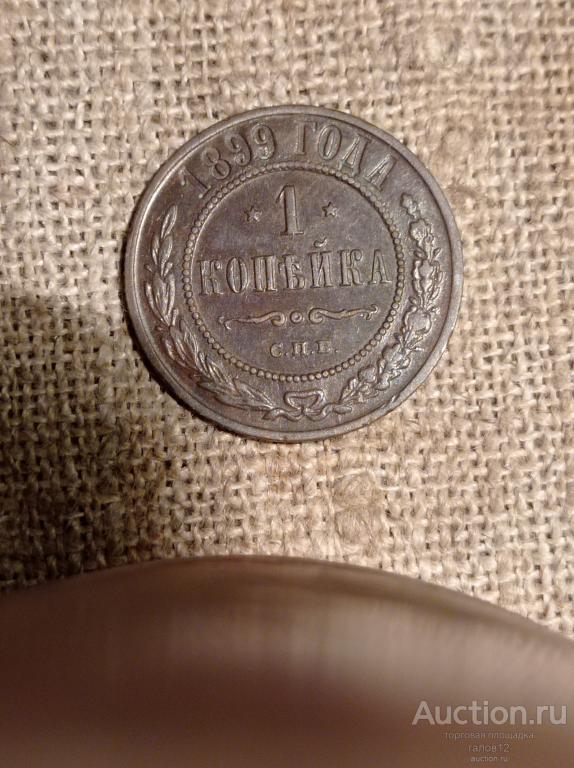 1899 ГОДА
1
КОПѢЙКА
С.П.Б.
Auction.ru
торговая площадка
галов12
auction.ru